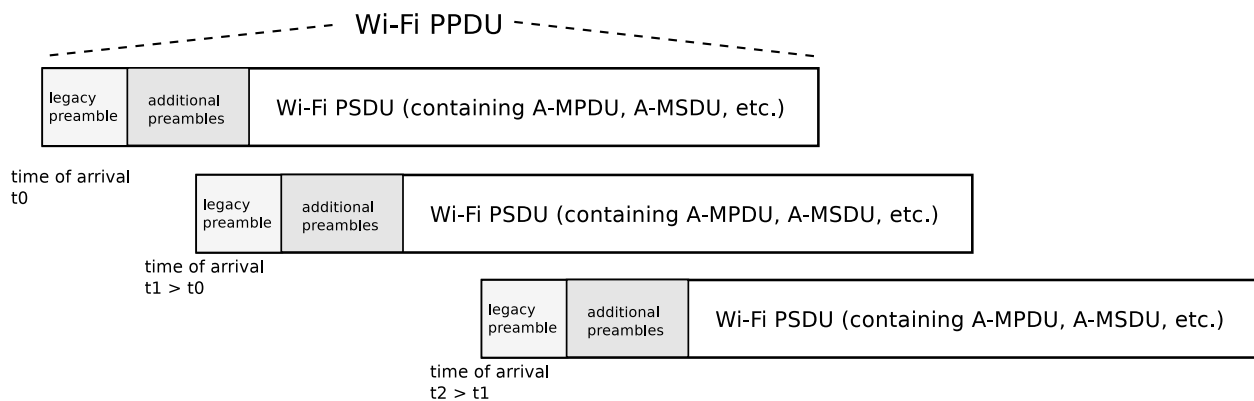 Wi-Fi PPDU
legacy
preamble
additional
preambles
Wi-Fi PSDU (containing A-MPDU, A-MSDU, etc.)
time of arrival
t0
legacy
preamble
additional
preambles
Wi-Fi PSDU (containing A-MPDU, A-MSDU, etc.)
time of arrival
t1 > t0
legacy
preamble
additional
preambles
Wi-Fi PSDU (containing A-MPDU, A-MSDU, etc.)
time of arrival
t2 > t1